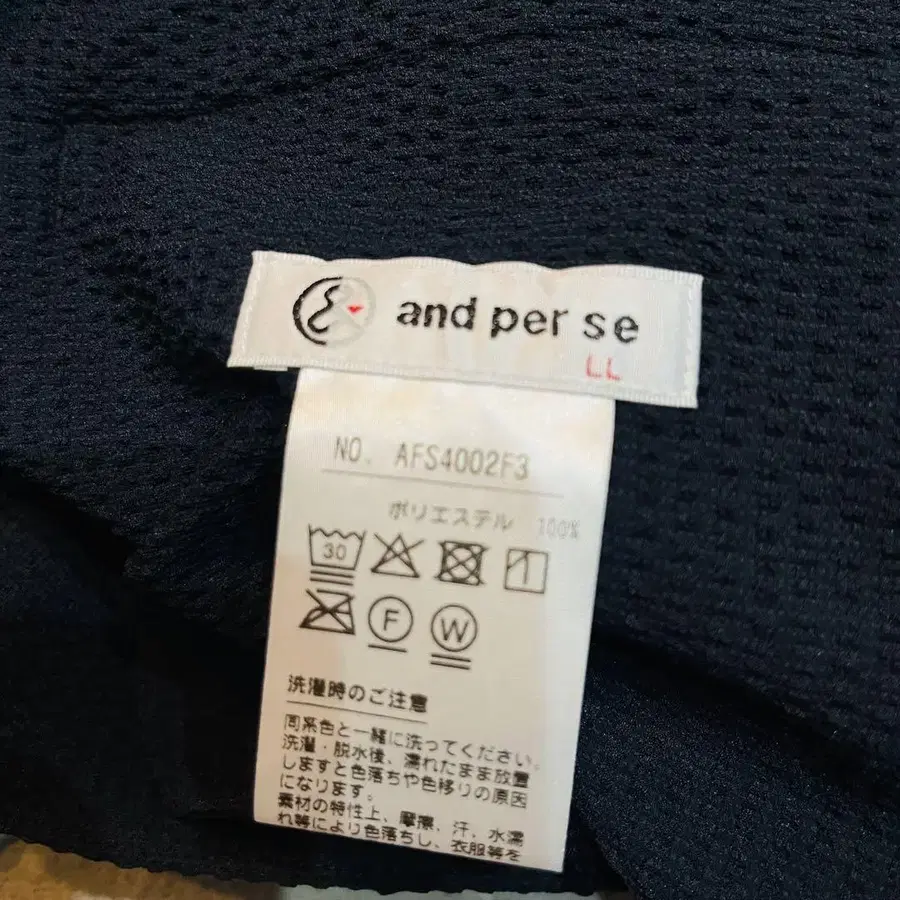 and per se
LL
NO. AFS4002F3
ポリエステル 100%
30
F W
洗濯時のご注意
同系色と一緒に洗ってください。
洗濯・脱水後、濡れたまま放置
しますと色落ちや色移りの原因
になります。
素材の特性上、摩擦、汗、水濡
れ等により色落ちし、衣服等を